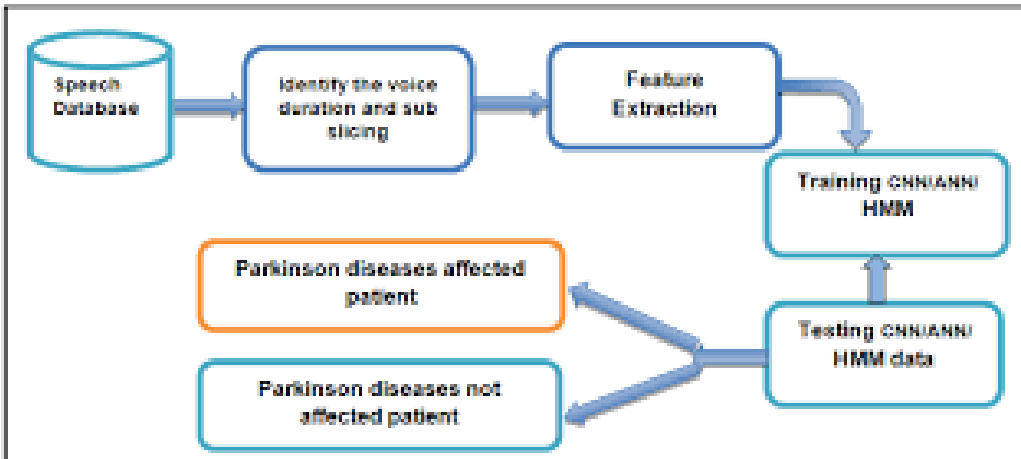 Speech
Database
Identify the voice
duration and sub
slicing
Feature
Extraction
Training CNN/ANN/
HMM
Parkinson diseases affected
patient
Testing CNN/ANN/
HMM data
Parkinson diseases not
affected patient